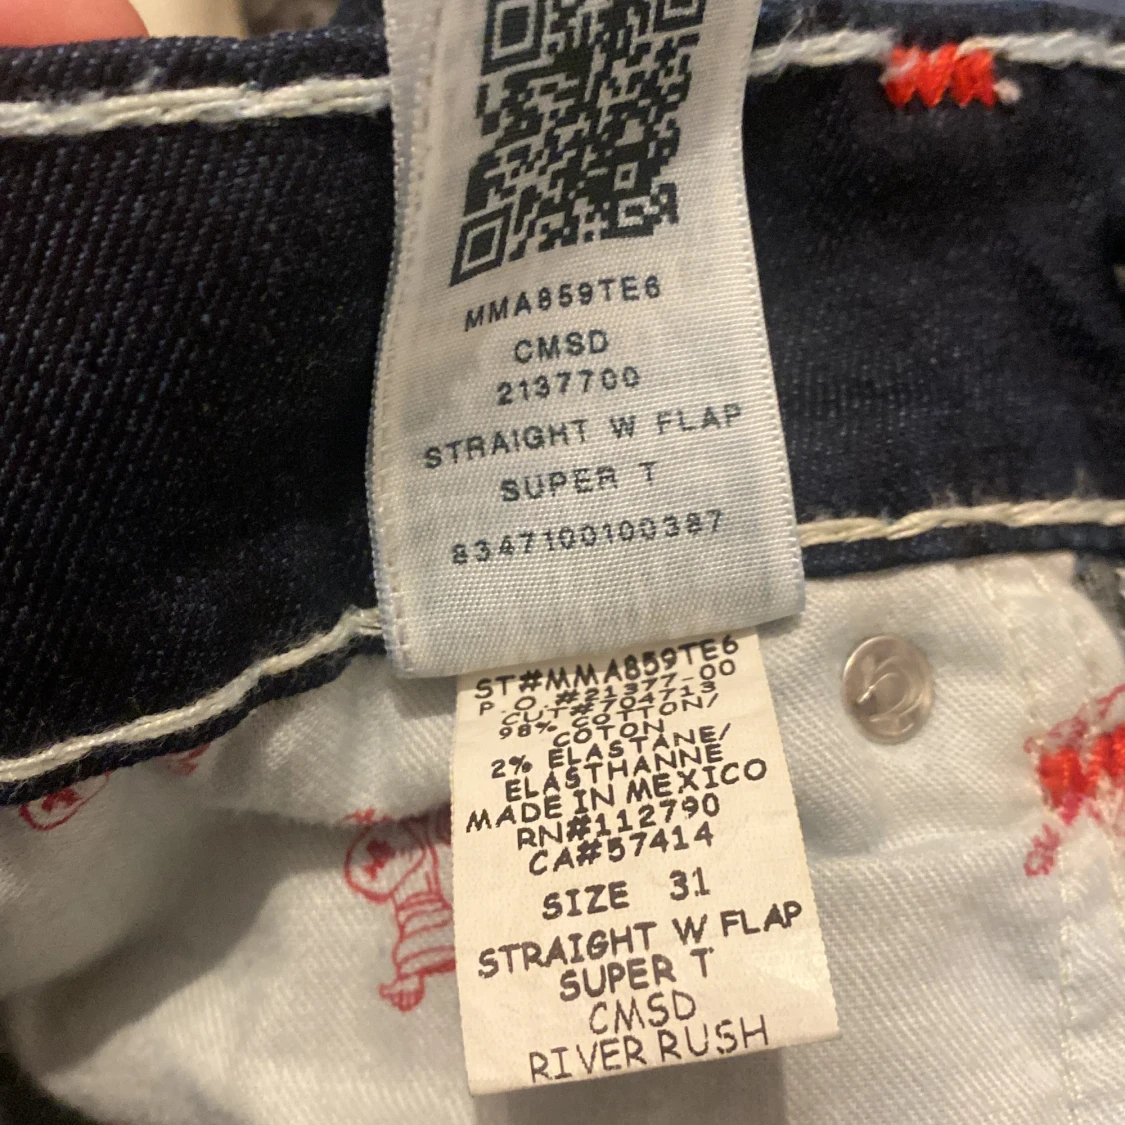 MMA859TE6
CMSD
2137700
STRAIGHT W FLAP
SUPER T
8347100100387
ST#MMA859TE6
P.O.#21377-00
CUT#704713
98% COTTON/
COTON
2% ELASTANE/
ELASTHANNE
MADE IN MEXICO
RN#112790
CA#57414
SIZE 31
STRAIGHT W FLAP
SUPER T
CMSD
RIVER RUSH